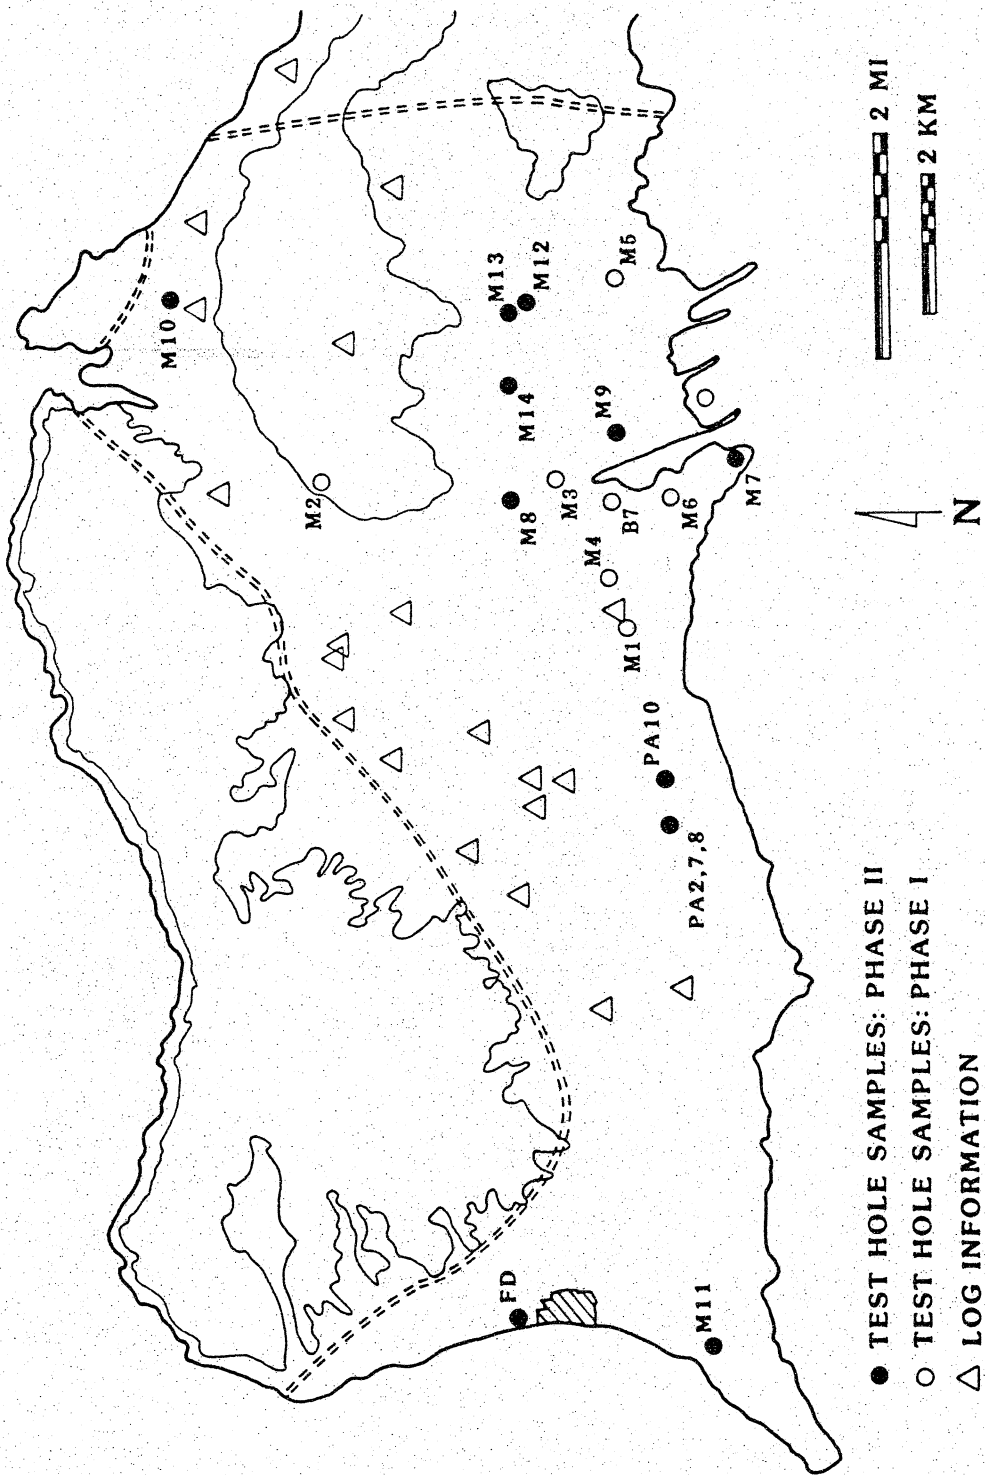 M10
M2
M13
M12
M5
M14
M9
M8
M3
B7
M6
M7
M4
M1
PA10
PA2,7,8
FD
M11
2 MI
2 KM
N
TEST HOLE SAMPLES: PHASE II
TEST HOLE SAMPLES: PHASE I
LOG INFORMATION